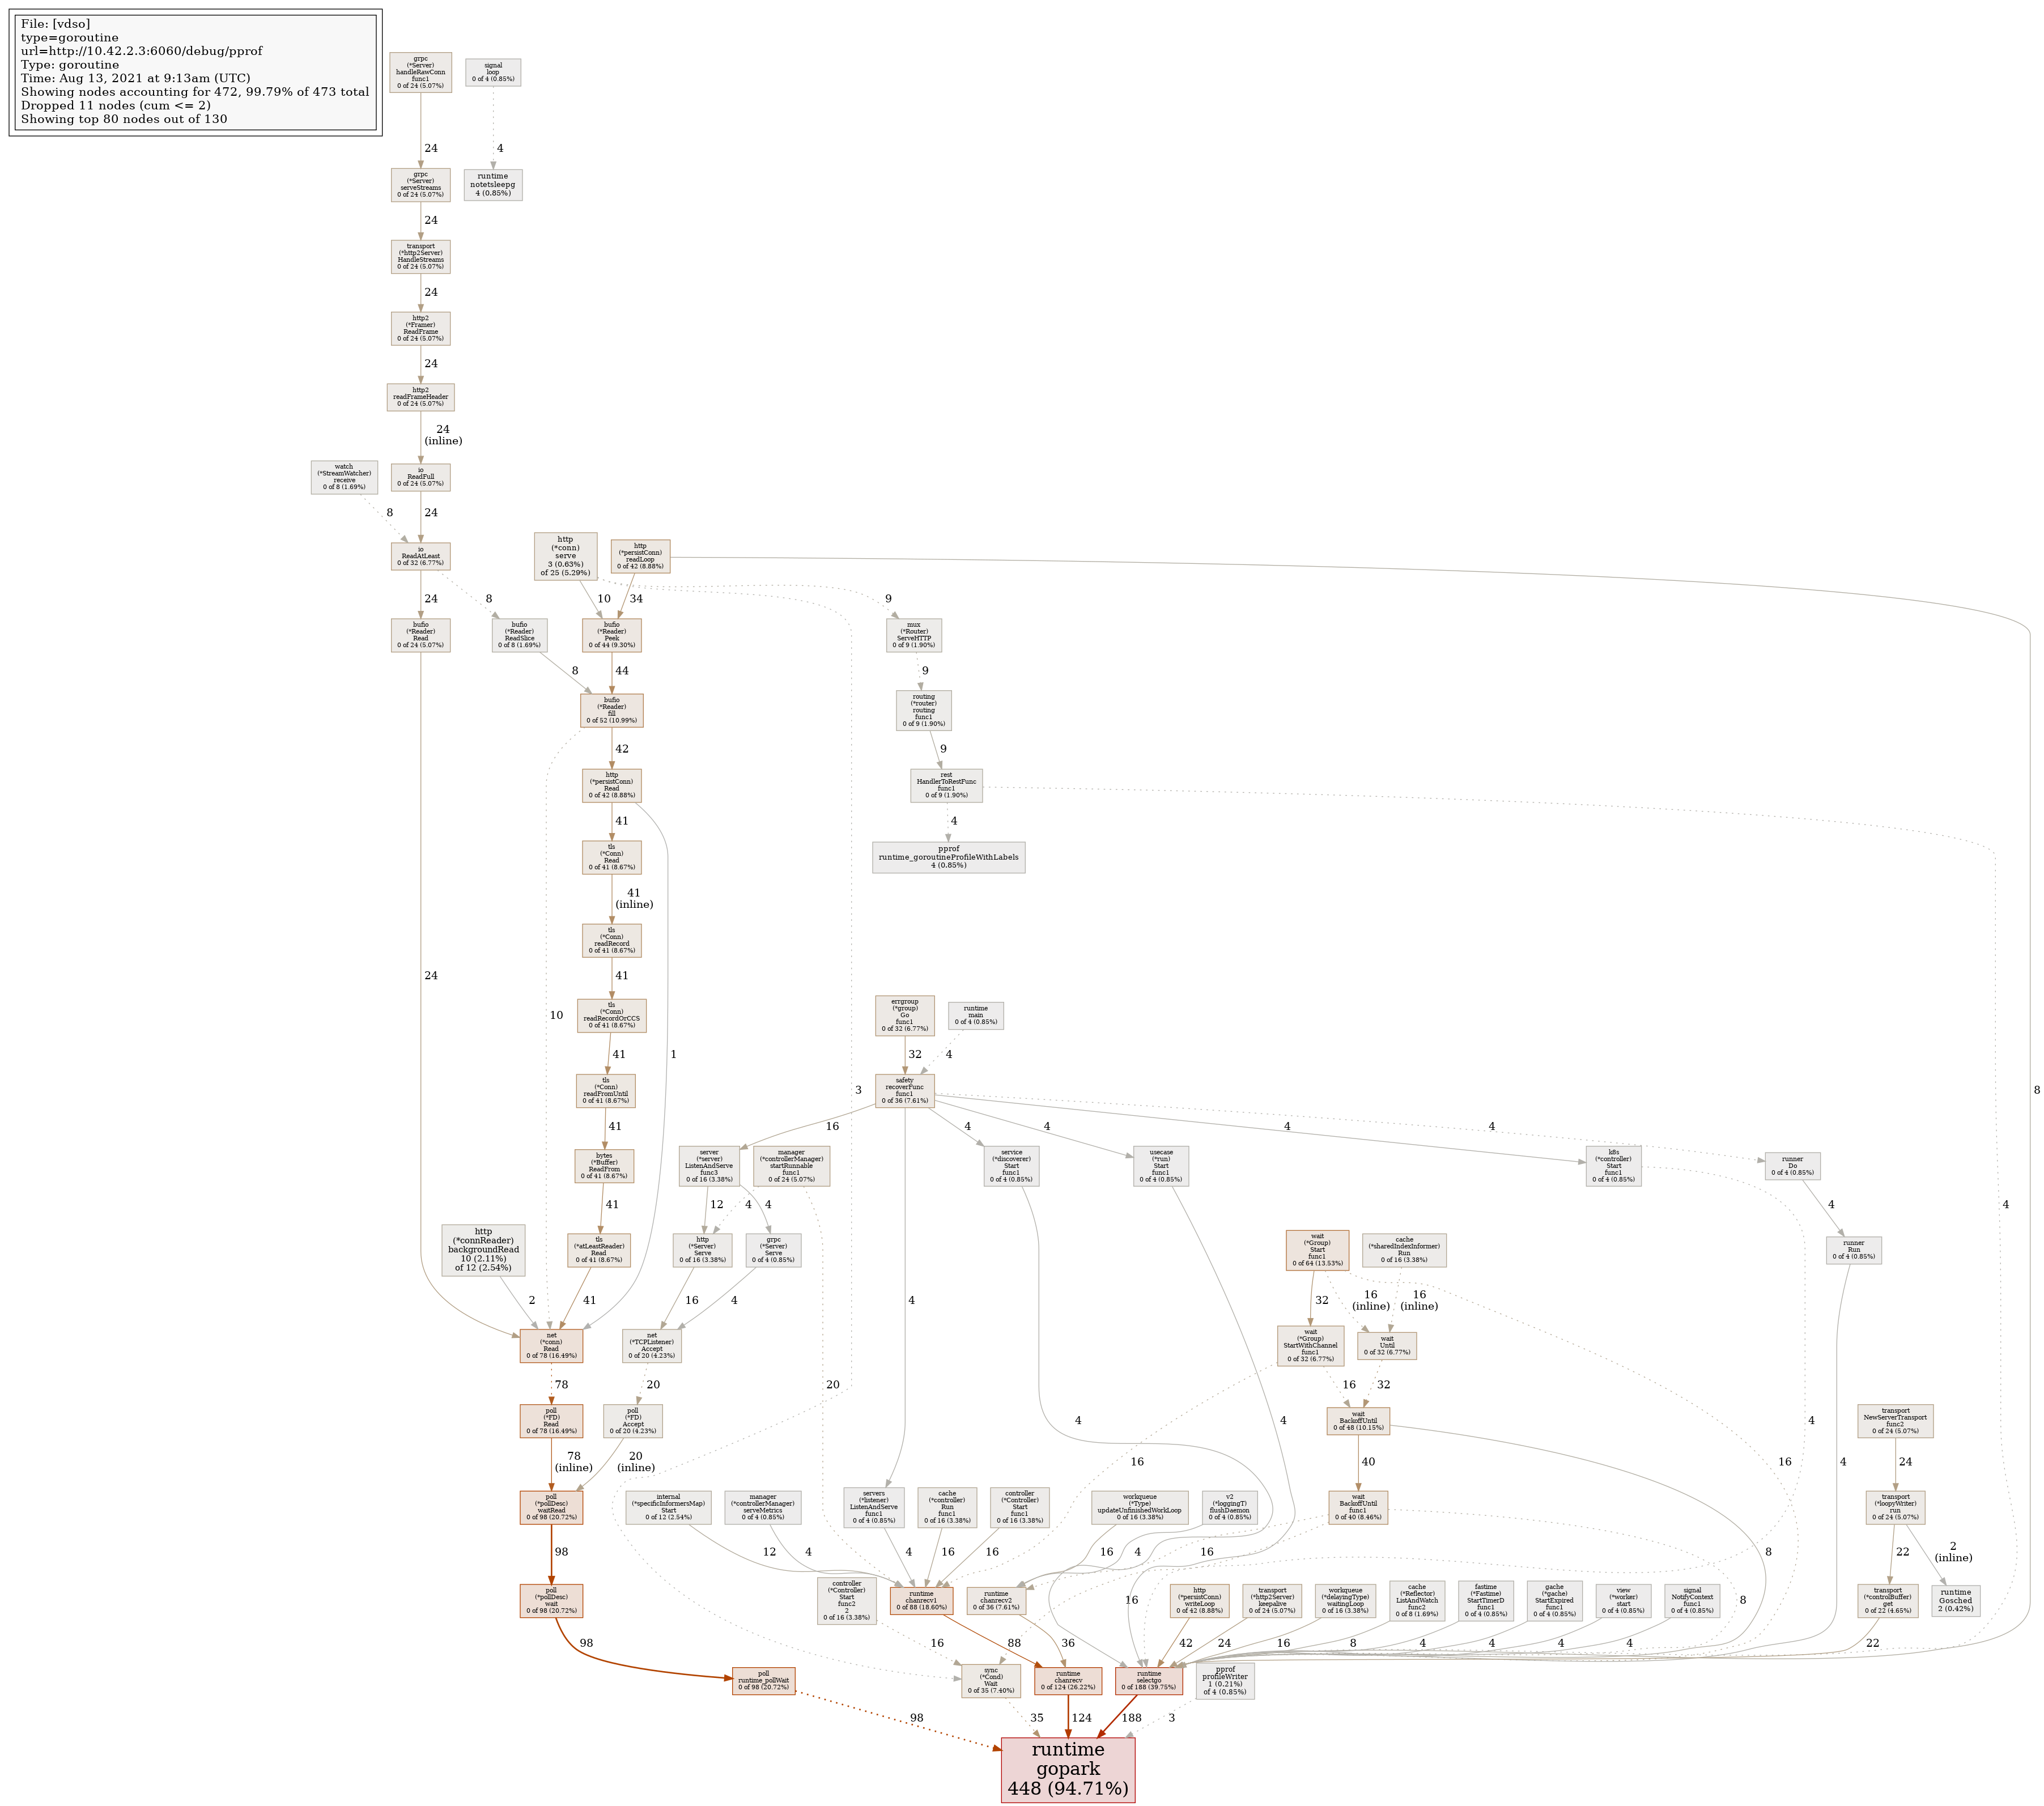 File: [vdso]
type=goroutine
url=http://10.42.2.3:6060/debug/pprof
Type: goroutine
Time: Aug 13, 2021 at 9:13am (UTC)
Showing nodes accounting for 472, 99.79% of 473 total
Dropped 11 nodes (cum <= 2)
Showing top 80 nodes out of 130
grpc
(*Server)
handleRawConn
func1
0 of 24 (5.07%)
signal
loop
0 of 4 (0.85%)
24
4
grpc
(*Server)
serveStreams
0 of 24 (5.07%)
runtime
notetsleepg
4 (0.85%)
24
transport
(*http2Server)
HandleStreams
0 of 24 (5.07%)
24
http2
(*Framer)
ReadFrame
0 of 24 (5.07%)
24
http2
readFrameHeader
0 of 24 (5.07%)
24
(inline)
watch
(*StreamWatcher)
receive
0 of 8 (1.69%)
io
ReadFull
0 of 24 (5.07%)
8
24
io
ReadAtLeast
0 of 32 (6.77%)
http
(*conn)
serve
3 (0.63%)
of 25 (5.29%)
http
(*persistConn)
readLoop
0 of 42 (8.88%)
24
8
10
34
9
bufio
(*Reader)
Read
0 of 24 (5.07%)
bufio
(*Reader)
ReadSlice
0 of 8 (1.69%)
bufio
(*Reader)
Peek
0 of 44 (9.30%)
mux
(*Router)
ServeHTTP
0 of 9 (1.90%)
8
44
9
bufio
(*Reader)
fill
0 of 52 (10.99%)
routing
(*router)
routing
func1
0 of 9 (1.90%)
42
9
http
(*persistConn)
Read
0 of 42 (8.88%)
rest
HandlerToRestFunc
func1
0 of 9 (1.90%)
41
4
tls
(*Conn)
Read
0 of 41 (8.67%)
pprof
runtime_goroutineProfileWithLabels
4 (0.85%)
41
(inline)
tls
(*Conn)
readRecord
0 of 41 (8.67%)
24
41
10
1
tls
(*Conn)
readRecordOrCCS
0 of 41 (8.67%)
errgroup
(*group)
Go
func1
0 of 32 (6.77%)
runtime
main
0 of 4 (0.85%)
41
32
4
3
8
tls
(*Conn)
readFromUntil
0 of 41 (8.67%)
safety
recoverFunc
func1
0 of 36 (7.61%)
41
16
4
4
4
4
bytes
(*Buffer)
ReadFrom
0 of 41 (8.67%)
server
(*server)
ListenAndServe
func3
0 of 16 (3.38%)
manager
(*controllerManager)
startRunnable
func1
0 of 24 (5.07%)
service
(*discoverer)
Start
func1
0 of 4 (0.85%)
usecase
(*run)
Start
func1
0 of 4 (0.85%)
k8s
(*controller)
Start
func1
0 of 4 (0.85%)
runner
Do
0 of 4 (0.85%)
41
12
4
4
4
4
http
(*connReader)
backgroundRead
10 (2.11%)
of 12 (2.54%)
tls
(*atLeastReader)
Read
0 of 41 (8.67%)
http
(*Server)
Serve
0 of 16 (3.38%)
grpc
(*Server)
Serve
0 of 4 (0.85%)
wait
(*Group)
Start
func1
0 of 64 (13.53%)
cache
(*sharedIndexInformer)
Run
0 of 16 (3.38%)
runner
Run
0 of 4 (0.85%)
2
41
16
4
4
32
16
(inline)
16
(inline)
net
(*conn)
Read
0 of 78 (16.49%)
net
(*TCPListener)
Accept
0 of 20 (4.23%)
wait
(*Group)
StartWithChannel
func1
0 of 32 (6.77%)
wait
Until
0 of 32 (6.77%)
78
20
20
16
32
poll
(*FD)
Read
0 of 78 (16.49%)
poll
(*FD)
Accept
0 of 20 (4.23%)
wait
BackoffUntil
0 of 48 (10.15%)
transport
NewServerTransport
func2
0 of 24 (5.07%)
4
4
4
78
(inline)
20
(inline)
16
40
16
4
24
poll
(*pollDesc)
waitRead
0 of 98 (20.72%)
internal
(*specificInformersMap)
Start
0 of 12 (2.54%)
manager
(*controllerManager)
serveMetrics
0 of 4 (0.85%)
servers
(*listener)
ListenAndServe
func1
0 of 4 (0.85%)
cache
(*controller)
Run
func1
0 of 16 (3.38%)
controller
(*Controller)
Start
func1
0 of 16 (3.38%)
workqueue
(*Type)
updateUnfinishedWorkLoop
0 of 16 (3.38%)
v2
(*loggingT)
flushDaemon
0 of 4 (0.85%)
wait
BackoffUntil
func1
0 of 40 (8.46%)
transport
(*loopyWriter)
run
0 of 24 (5.07%)
98
12
4
4
16
16
16
4
16
8
22
2
(inline)
poll
(*pollDesc)
wait
0 of 98 (20.72%)
controller
(*Controller)
Start
func2
2
0 of 16 (3.38%)
runtime
chanrecv1
0 of 88 (18.60%)
runtime
chanrecv2
0 of 36 (7.61%)
16
http
(*persistConn)
writeLoop
0 of 42 (8.88%)
transport
(*http2Server)
keepalive
0 of 24 (5.07%)
workqueue
(*delayingType)
waitingLoop
0 of 16 (3.38%)
cache
(*Reflector)
ListAndWatch
func2
0 of 8 (1.69%)
fastime
(*Fastime)
StartTimerD
func1
0 of 4 (0.85%)
gache
(*gache)
StartExpired
func1
0 of 4 (0.85%)
view
(*worker)
start
0 of 4 (0.85%)
signal
NotifyContext
func1
0 of 4 (0.85%)
8
transport
(*controlBuffer)
get
0 of 22 (4.65%)
runtime
Gosched
2 (0.42%)
98
16
88
36
42
24
16
8
4
4
4
4
22
poll
runtime_pollWait
0 of 98 (20.72%)
sync
(*Cond)
Wait
0 of 35 (7.40%)
runtime
chanrecv
0 of 124 (26.22%)
runtime
selectgo
0 of 188 (39.75%)
pprof
profileWriter
1 (0.21%)
of 4 (0.85%)
98
35
124
188
3
runtime
gopark
448 (94.71%)